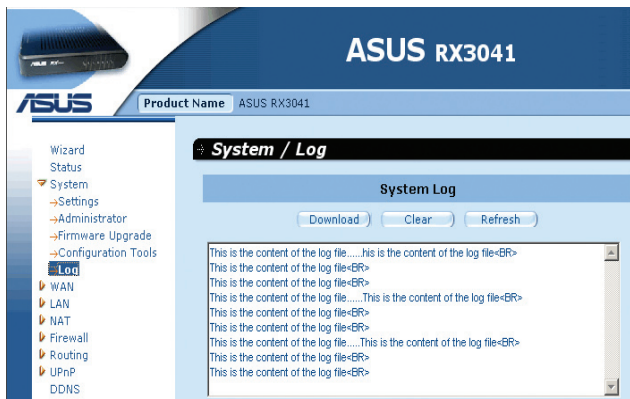 ASUS RX3041
ASUS
Product Name ASUS RX3041
Wizard
Status
System
→Settings
→Administrator
→Firmware Upgrade
→Configuration Tools
→Log
WAN
LAN
NAT
Firewall
Routing
UPnP
DDNS
System / Log
System Log
Download Clear Refresh
This is the content of the log file......his is the content of the log file<BR>
This is the content of the log file<BR>
This is the content of the log file<BR>
This is the content of the log file.....This is the content of the log file<BR>
This is the content of the log file<BR>
This is the content of the log file<BR>
This is the content of the log file.....This is the content of the log file<BR>
This is the content of the log file<BR>
This is the content of the log file<BR>